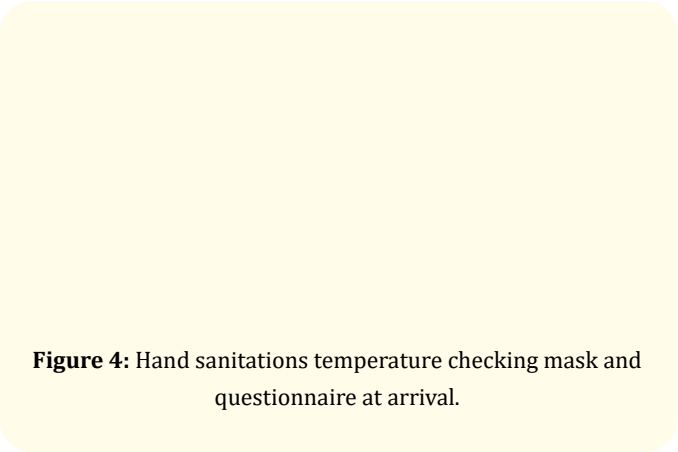 Figure 4: Hand sanitations temperature checking mask and
questionnaire at arrival.